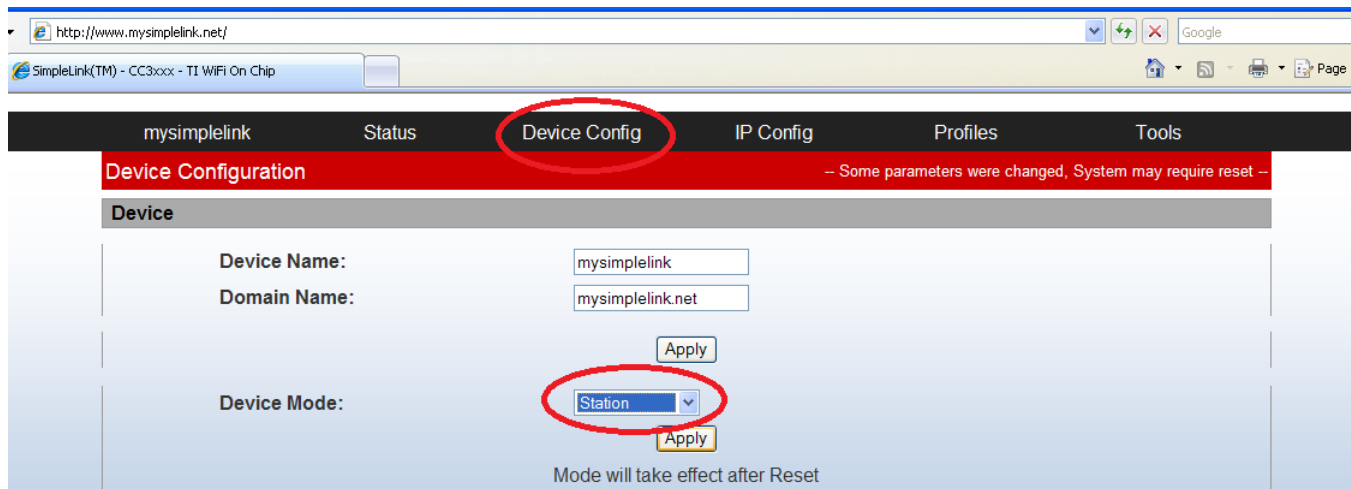 http://www.mysimplelink.net/ Google
SimpleLink(TM) - CC3xxx - TI WiFi On Chip Page
mysimplelink Status Device Config IP Config Profiles Tools
Device Configuration -- Some parameters were changed, System may require reset --
Device
Device Name: mysimplelink
Domain Name: mysimplelink.net
Apply
Device Mode: Station
Apply
Mode will take effect after Reset